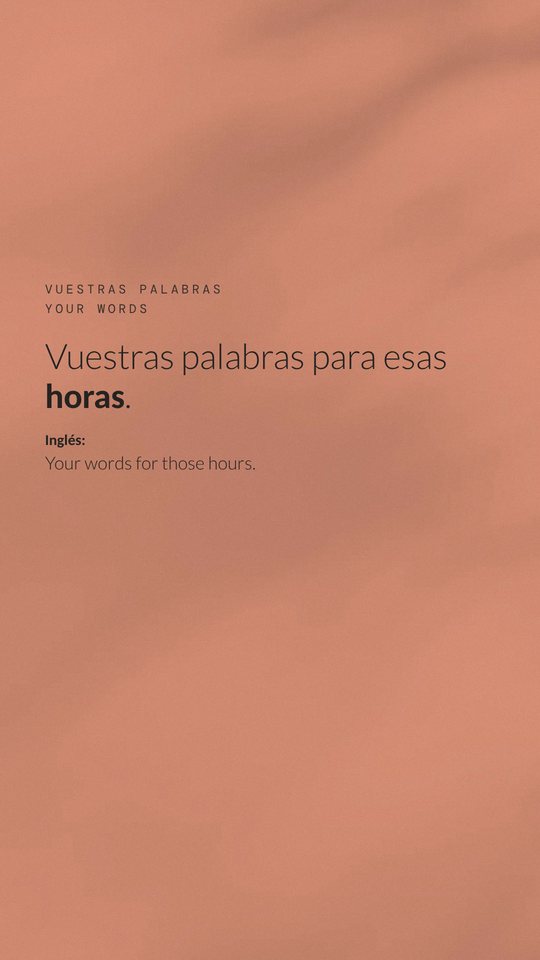 VUESTRAS PALABRAS
YOUR WORDS
Vuestras palabras para esas
horas.
Inglés:
Your words for those hours.